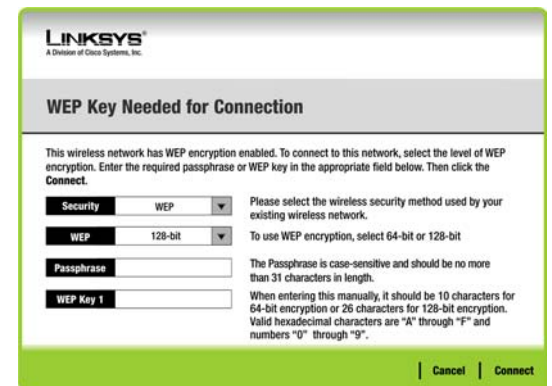 LINKSYS®
A Division of Cisco Systems, Inc.
WEP Key Needed for Connection
This wireless network has WEP encryption enabled. To connect to this network, select the level of WEP
encryption. Enter the required passphrase or WEP key in the appropriate field below. Then click the
Connect.
Security WEP
Please select the wireless security method used by your
existing wireless network.
WEP 128-bit
To use WEP encryption, select 64-bit or 128-bit
Passphrase
The Passphrase is case-sensitive and should be no more
than 31 characters in length.
WEP Key 1
When entering this manually, it should be 10 characters for
64-bit encryption or 26 characters for 128-bit encryption.
Valid hexadecimal characters are “A” through “F” and
numbers “0” through “9”.
Cancel Connect